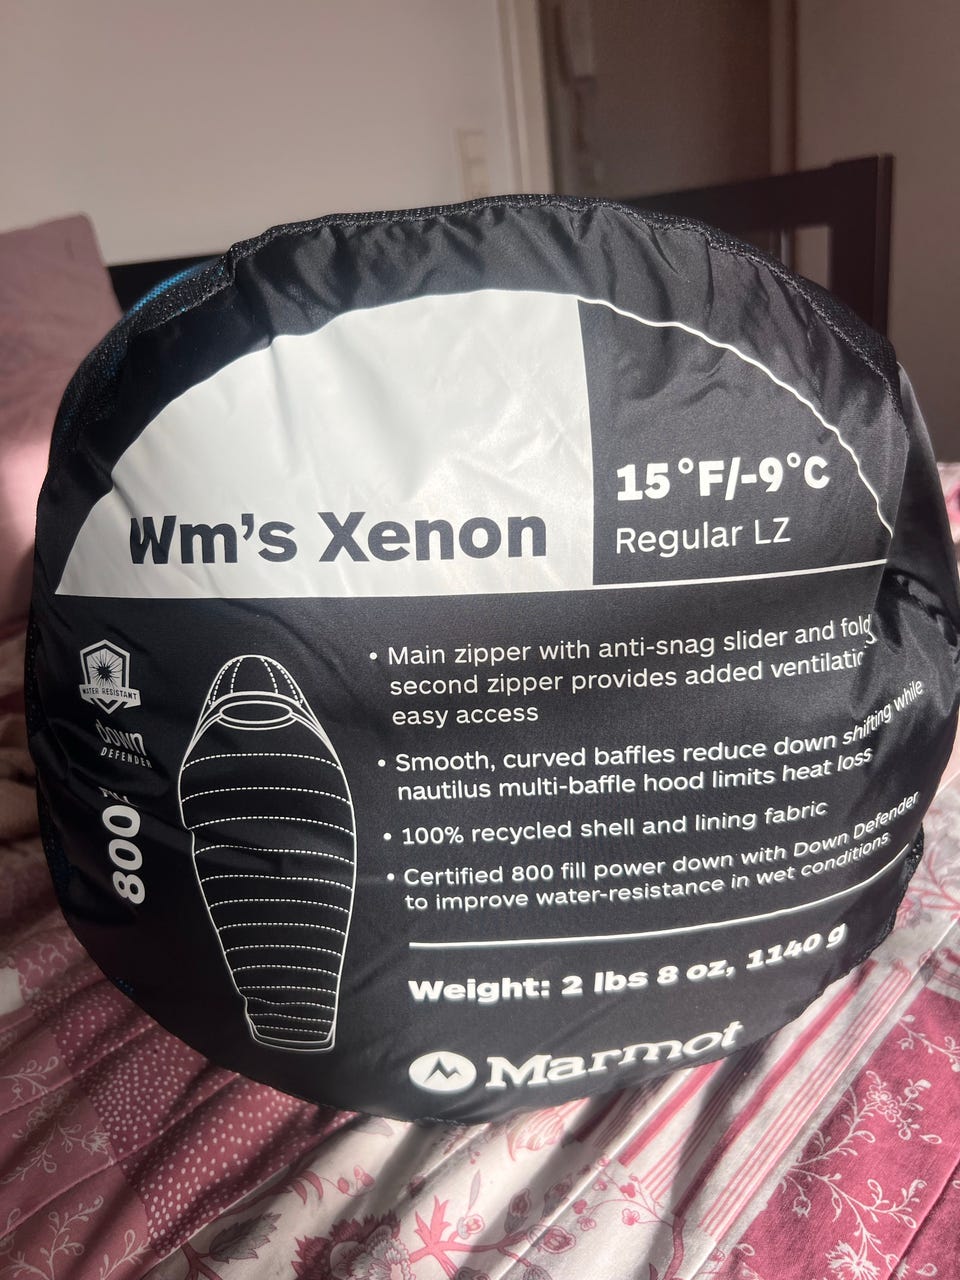 Wm's Xenon
15°F/-9°C
Regular LZ
WATER RESISTANT
down
DEFENDER
800
• Main zipper with anti-snag slider and fold
second zipper provides added ventilatio
easy access
• Smooth, curved baffles reduce down shifting while
nautilus multi-baffle hood limits heat loss
• 100% recycled shell and lining fabric
• Certified 800 fill power down with Down Defender
to improve water-resistance in wet conditions
Weight: 2 lbs 8 oz, 1140 g
Marmot